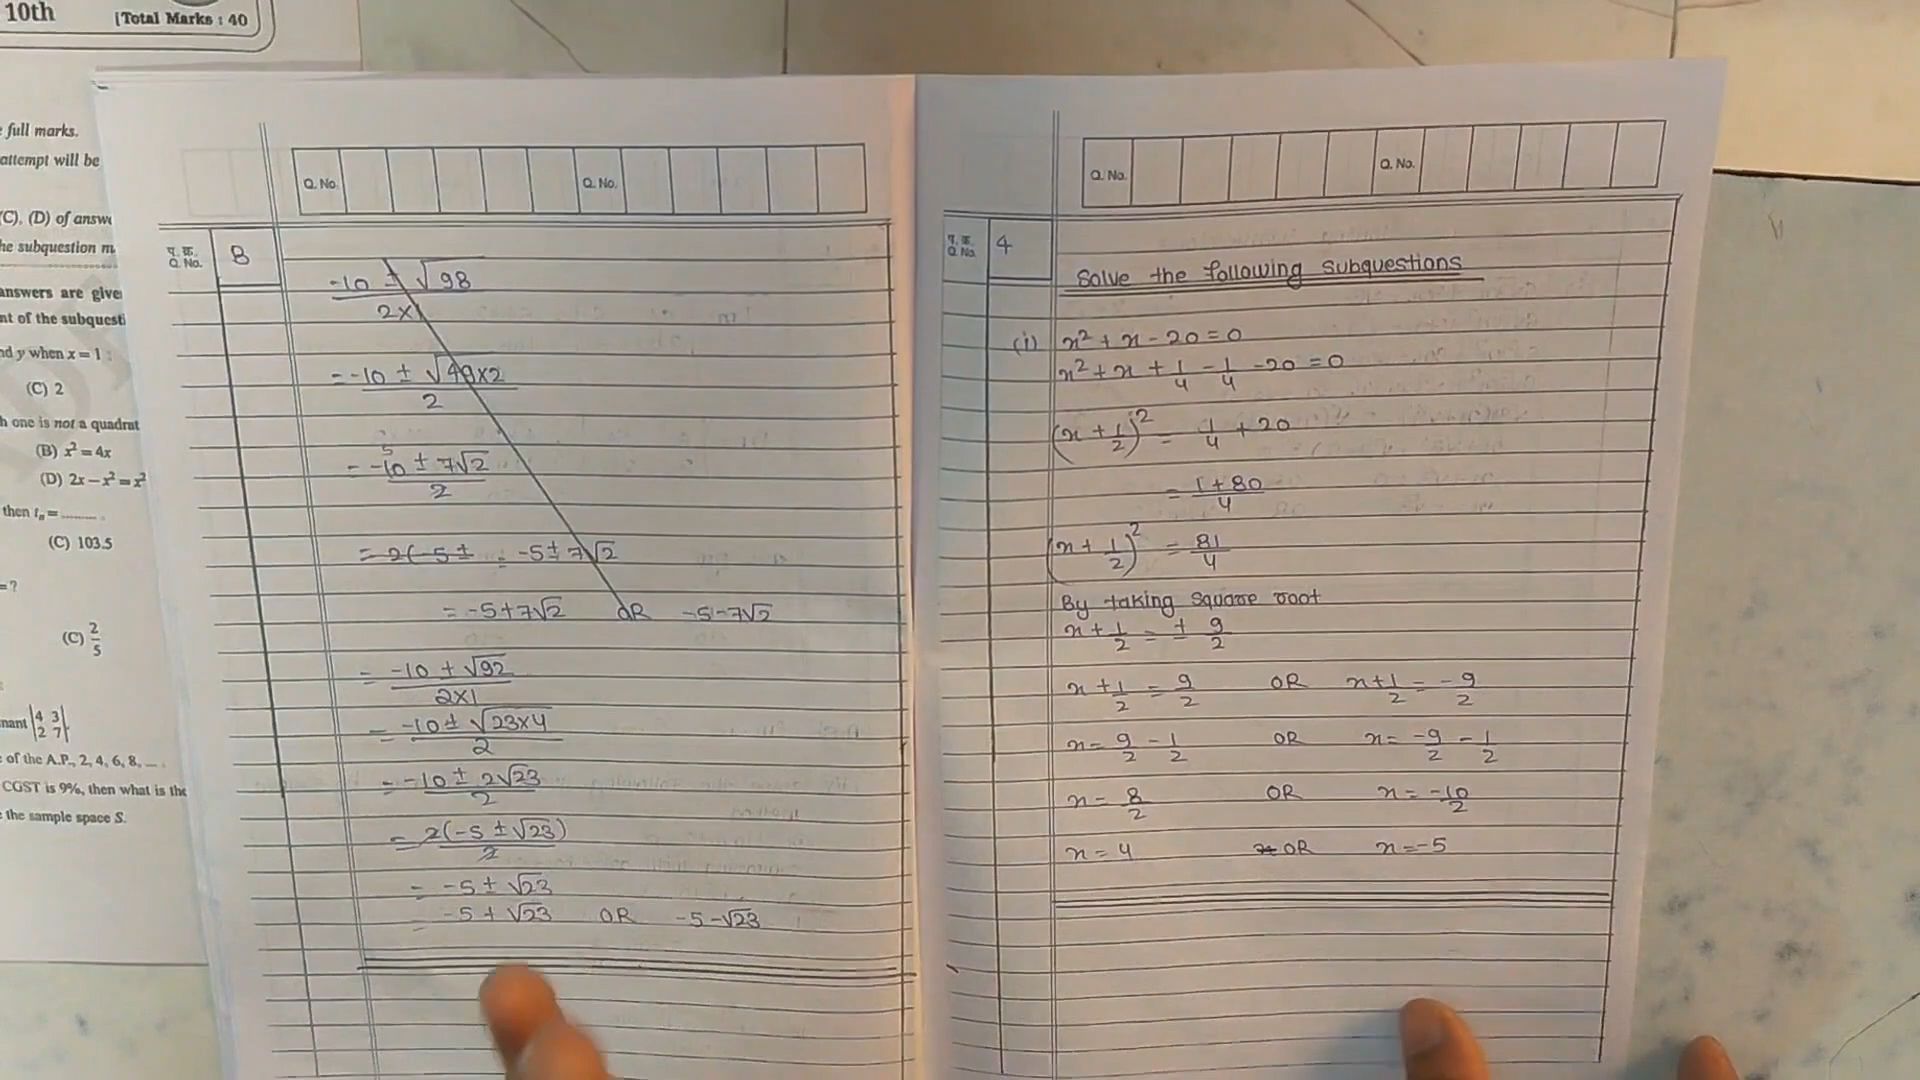 10th
[Total Marks : 40
full marks.
attempt will be
(C), (D) of answ
he subquestion m
answers are give
nt of the subquest
nd y when x = 1 :
(C) 2
h one is not a quadrat
(B) x² = 4x
(D) 2x – x² = x²
then tₙ = ........ .
(C) 103.5
= ?
(C) 2/5
nant |4 3|
|2 7|
of the A.P., 2, 4, 6, 8, ...
CGST is 9%, then what is the
the sample space S.
Q. No. Q. No.
प्र. क्र.
Q. No.
8
-10 ± √98
2×1
= -10 ± √49×2
2
5
= -10 ± 7√2
2
= 2(-5 ± = -5 ± 7√2
= -5+7√2 OR -5-7√2
= -10 ± √92
2×1
= -10 ± √23×4
2
= -10 ± 2√23
2
= 2(-5 ± √23)
2
= -5 ± √23
= -5 + √23 OR -5-√23
Q. No. Q. No.
प्र. क्र.
Q. No.
4
Solve the following subquestions
(i) x² + x - 20 = 0
x² + x + 1/4 - 1/4 - 20 = 0
(x + 1/2)² = 1/4 + 20
= 1+80/4
(x + 1/2)² = 81/4
By taking square root
x + 1/2 = ± 9/2
x + 1/2 = 9/2 OR x + 1/2 = -9/2
x = 9/2 - 1/2 OR x = -9/2 - 1/2
x = 8/2 OR x = -10/2
x = 4 OR x = -5